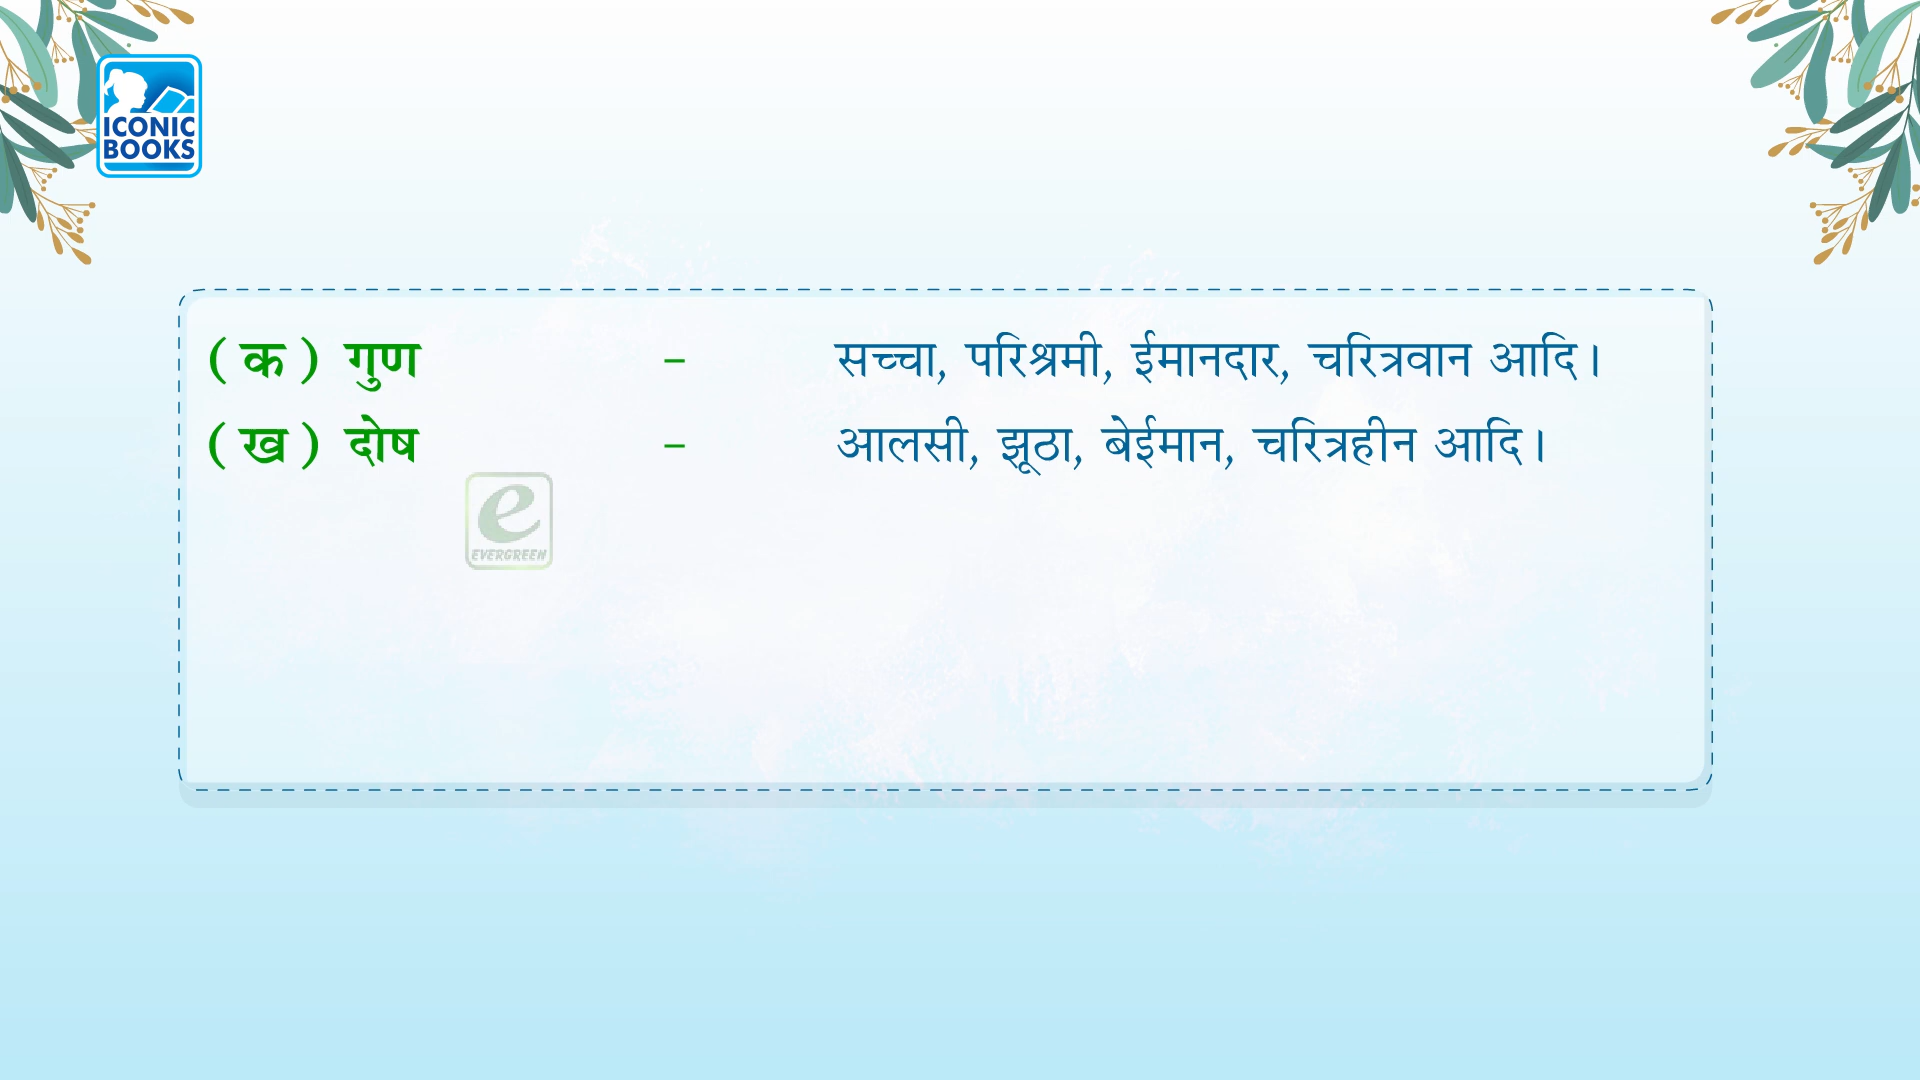 ICONIC
BOOKS
(क) गुण – सच्चा, परिश्रमी, ईमानदार, चरित्रवान आदि।
(ख) दोष – आलसी, झूठा, बेईमान, चरित्रहीन आदि।
e
EVERGREEN